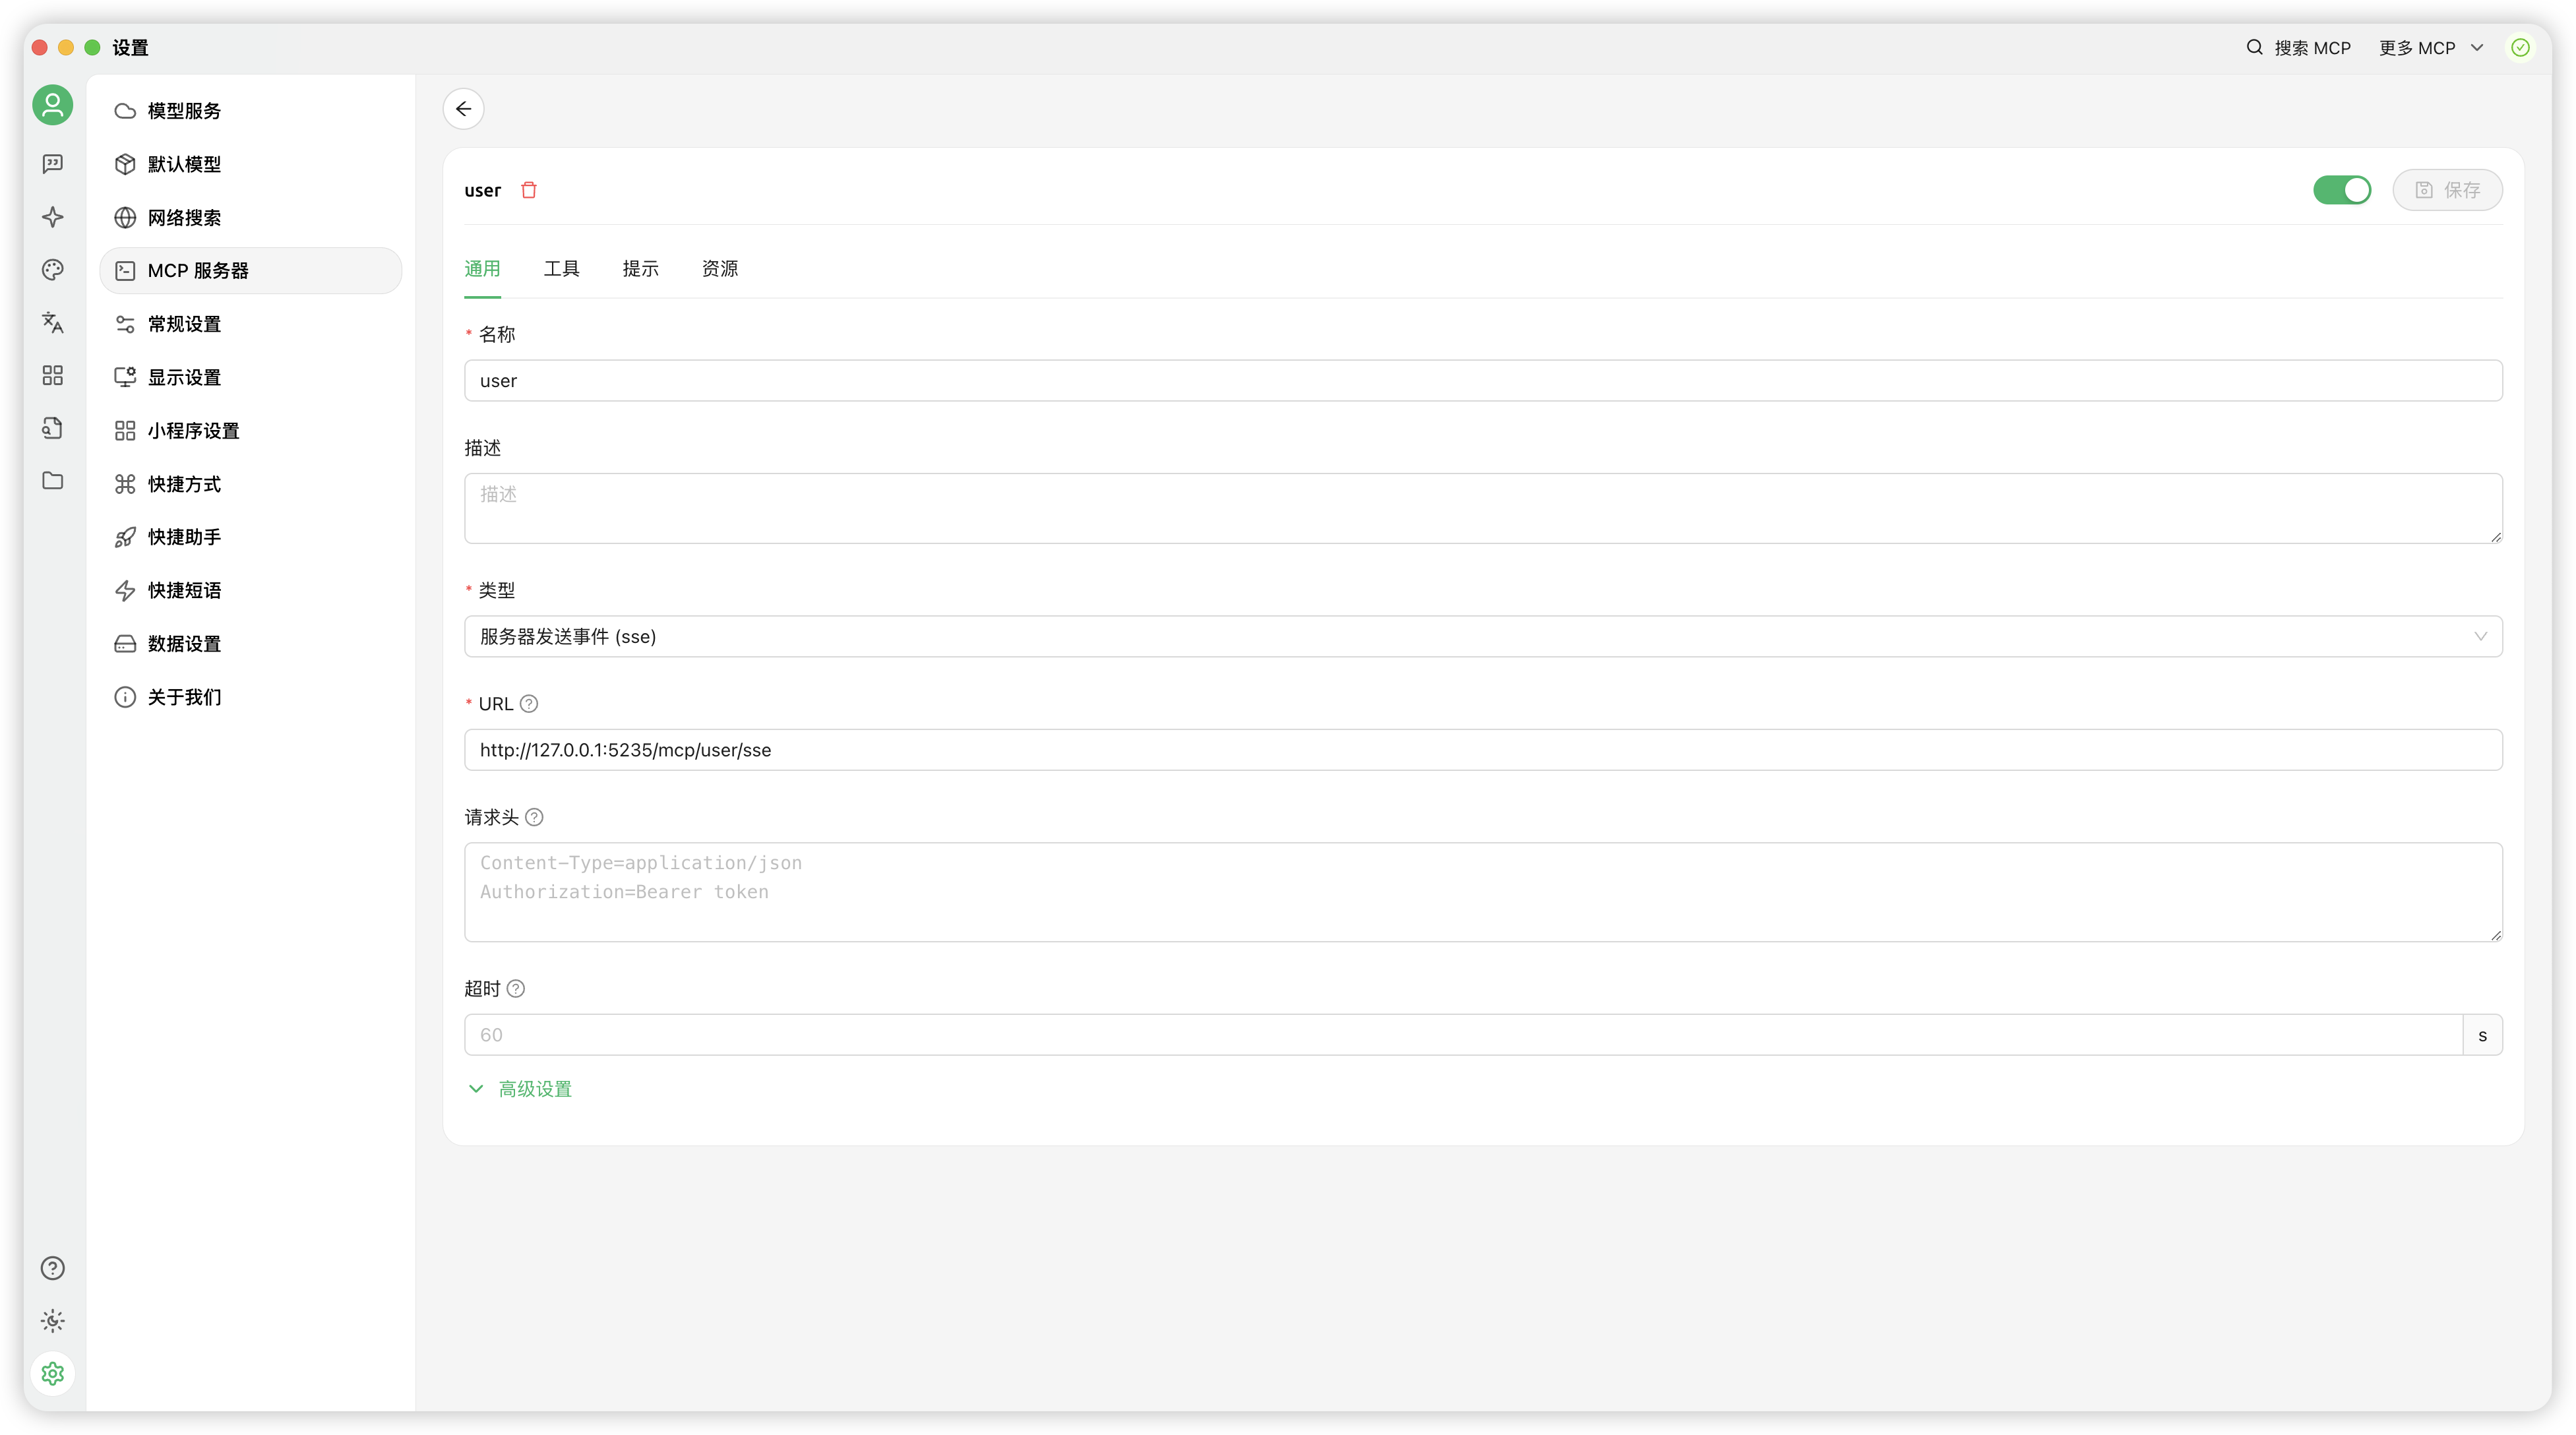 设置
搜索 MCP
更多 MCP
模型服务
默认模型
网络搜索
MCP 服务器
常规设置
显示设置
小程序设置
快捷方式
快捷助手
快捷短语
数据设置
关于我们
user
保存
通用 工具 提示 资源
* 名称
user
描述
描述
* 类型
服务器发送事件 (sse)
* URL
http://127.0.0.1:5235/mcp/user/sse
请求头
Content-Type=application/json
Authorization=Bearer token
超时
60 s
高级设置